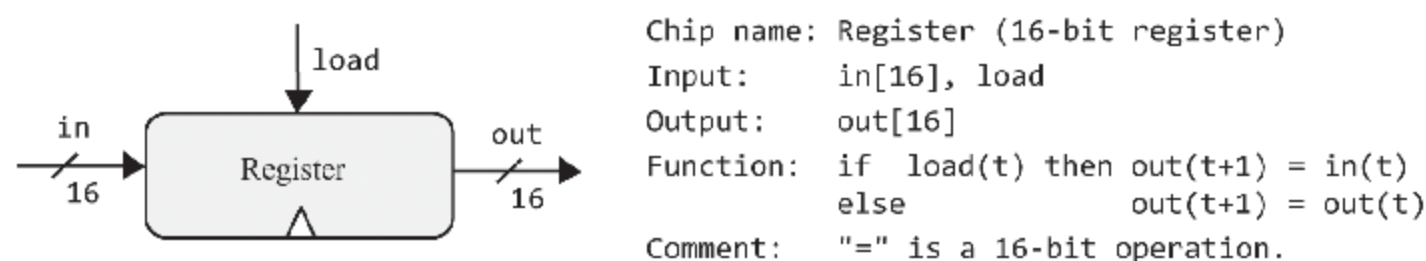 load
in
16
Register
out
16
Chip name: Register (16-bit register)
Input: in[16], load
Output: out[16]
Function: if load(t) then out(t+1) = in(t)
else out(t+1) = out(t)
Comment: "=" is a 16-bit operation.